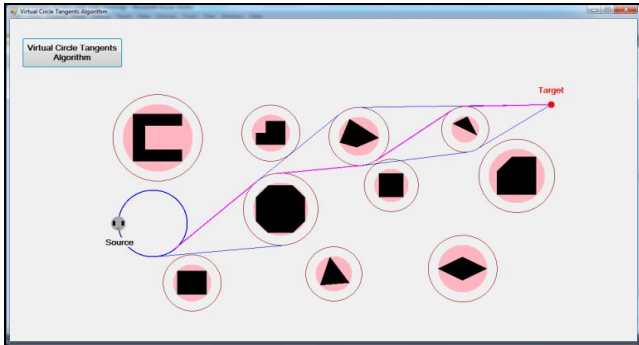 Virtual Circle Tangents Algorithm
Virtual Circle Tangents
Algorithm
Target
Source